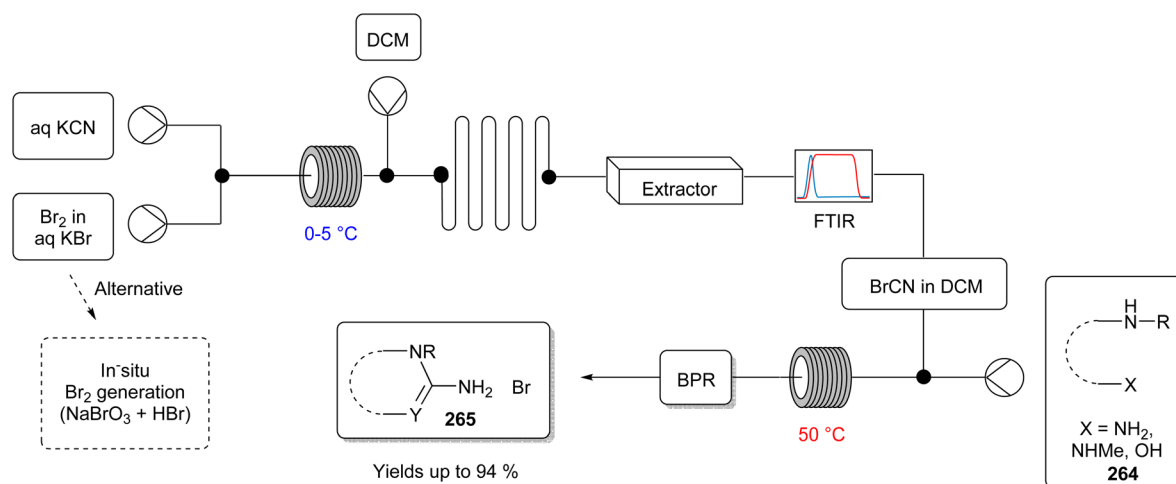 DCM
aq KCN
Br₂ in
aq KBr
0-5 °C
Extractor
FTIR
Alternative
In-situ
Br₂ generation
(NaBrO₃ + HBr)
BrCN in DCM
H
N
R
X
X = NH₂,
NHMe, OH
264
50 °C
BPR
NR
NH₂
Br
Y
265
Yields up to 94 %